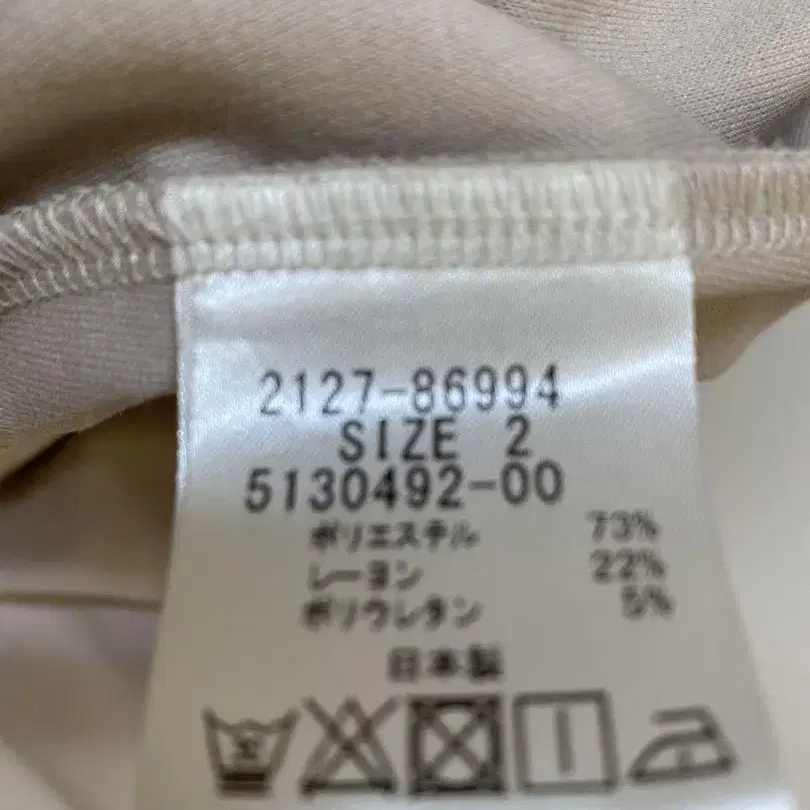 2127-86994
SIZE 2
5130492-00
ポリエステル 73%
レーヨン 22%
ポリウレタン 5%
日本製